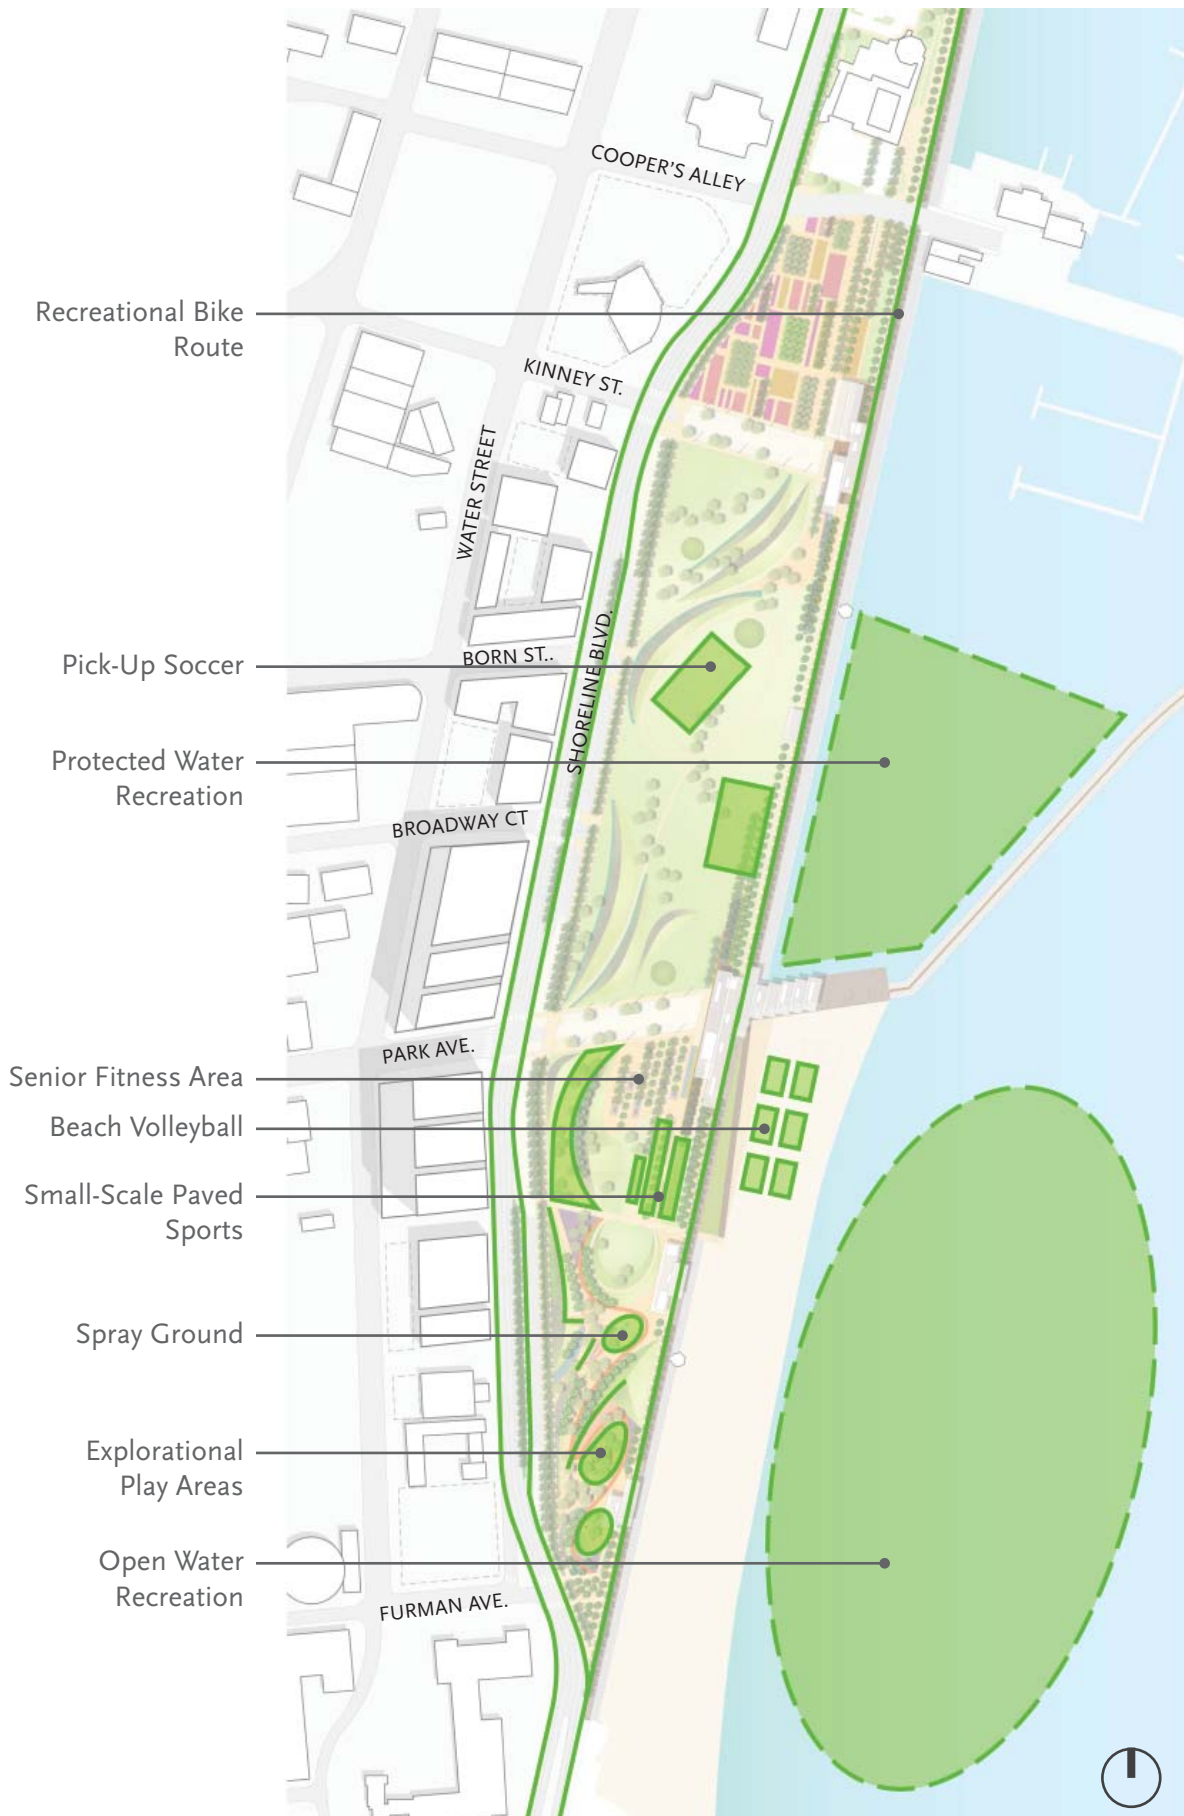 COOPER'S ALLEY
Recreational Bike
Route
KINNEY ST.
WATER STREET
Pick-Up Soccer
BORN ST..
SHORELINE BLVD.
Protected Water
Recreation
BROADWAY CT
PARK AVE.
Senior Fitness Area
Beach Volleyball
Small-Scale Paved
Sports
Spray Ground
Explorational
Play Areas
Open Water
Recreation
FURMAN AVE.